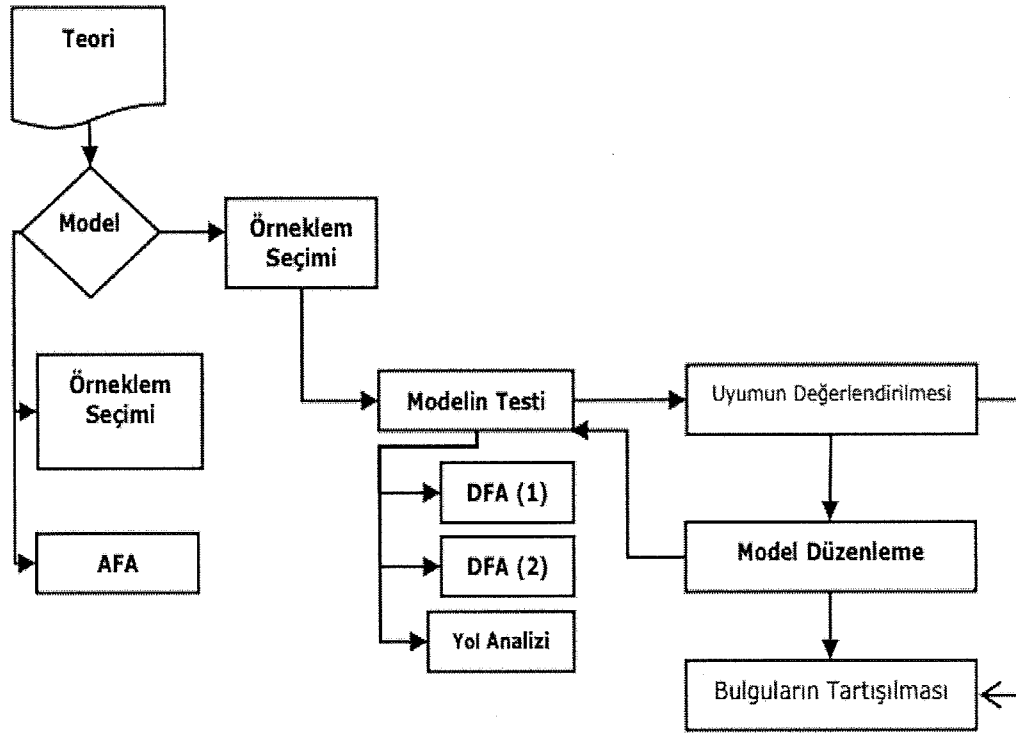 Teori
Model
Örneklem
Seçimi
Örneklem
Seçimi
AFA
Modelin Testi
DFA (1)
DFA (2)
Yol Analizi
Uyumun Değerlendirilmesi
Model Düzenleme
Bulguların Tartışılması